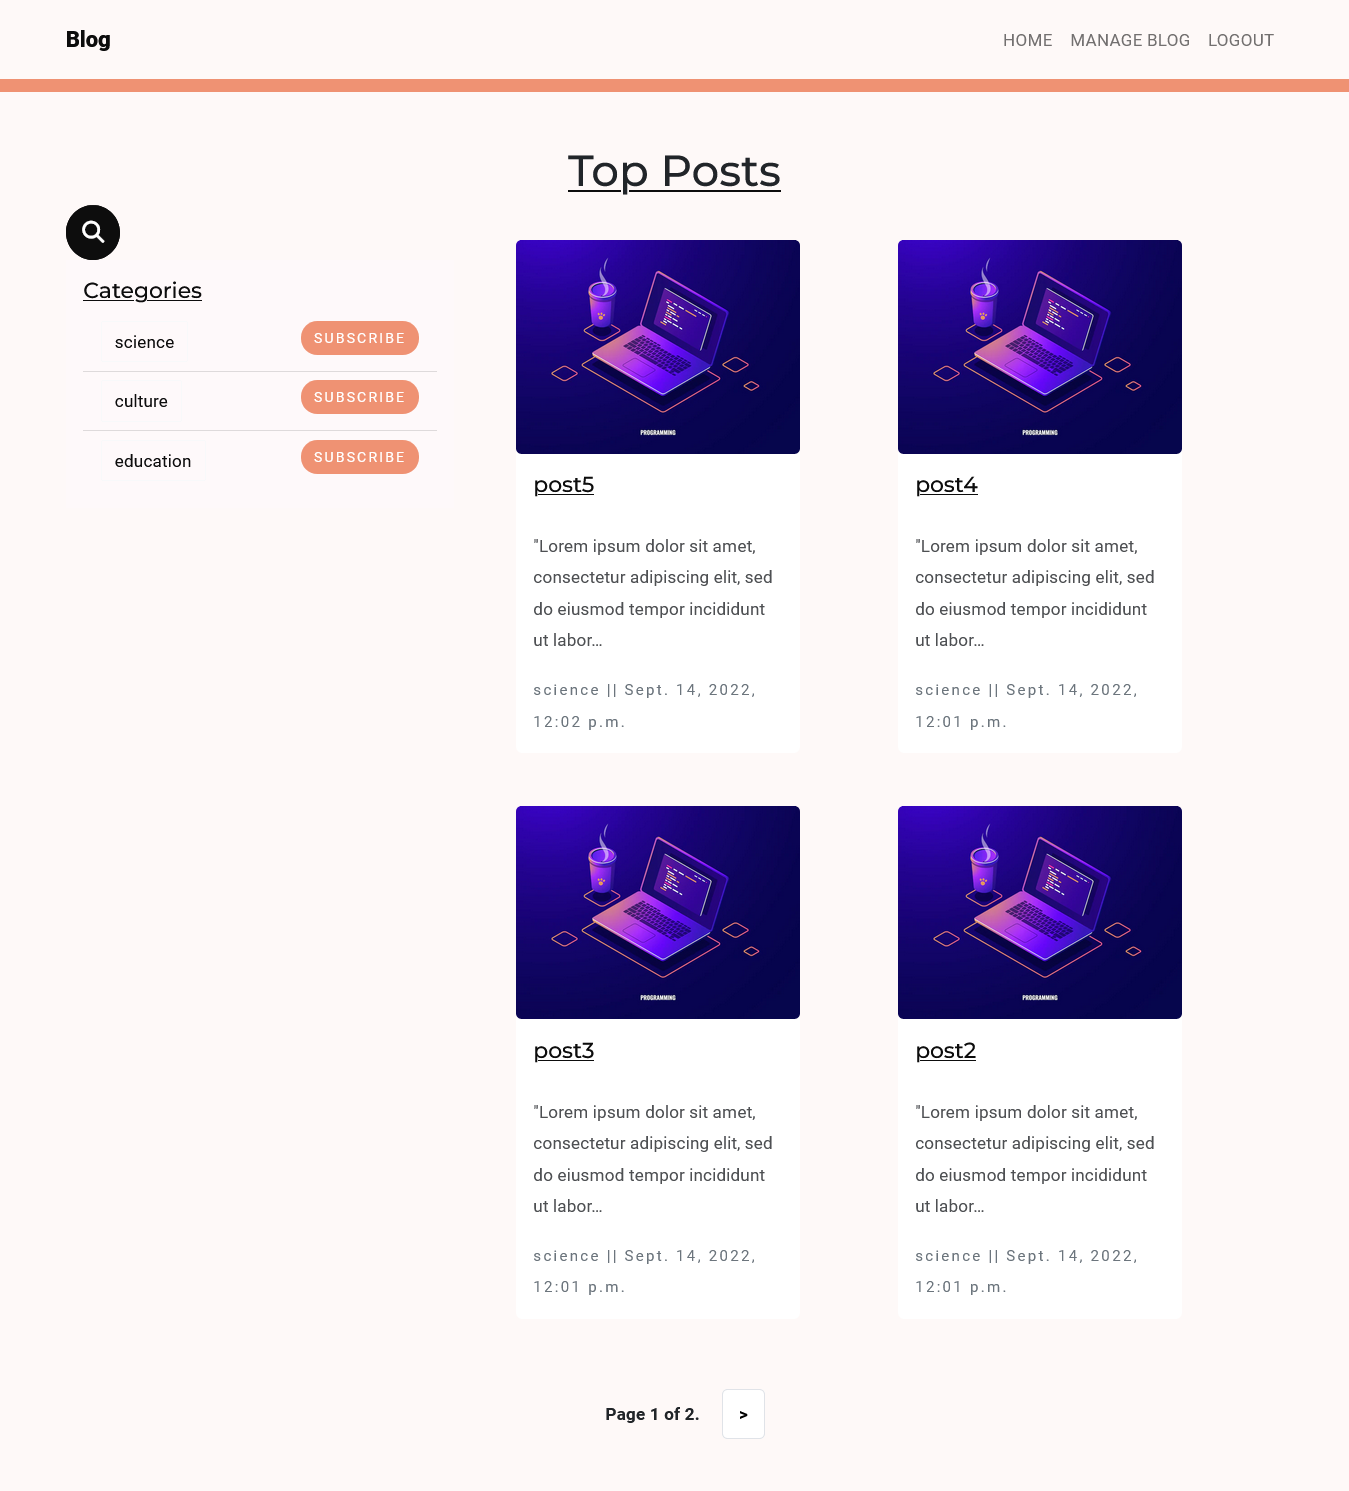 Blog
HOME MANAGE BLOG LOGOUT
Top Posts
Categories
science SUBSCRIBE
culture SUBSCRIBE
education SUBSCRIBE
PROGRAMMING
post5
"Lorem ipsum dolor sit amet,
consectetur adipiscing elit, sed
do eiusmod tempor incididunt
ut labor…
science || Sept. 14, 2022,
12:02 p.m.
PROGRAMMING
post4
"Lorem ipsum dolor sit amet,
consectetur adipiscing elit, sed
do eiusmod tempor incididunt
ut labor…
science || Sept. 14, 2022,
12:01 p.m.
PROGRAMMING
post3
"Lorem ipsum dolor sit amet,
consectetur adipiscing elit, sed
do eiusmod tempor incididunt
ut labor…
science || Sept. 14, 2022,
12:01 p.m.
PROGRAMMING
post2
"Lorem ipsum dolor sit amet,
consectetur adipiscing elit, sed
do eiusmod tempor incididunt
ut labor…
science || Sept. 14, 2022,
12:01 p.m.
Page 1 of 2. >